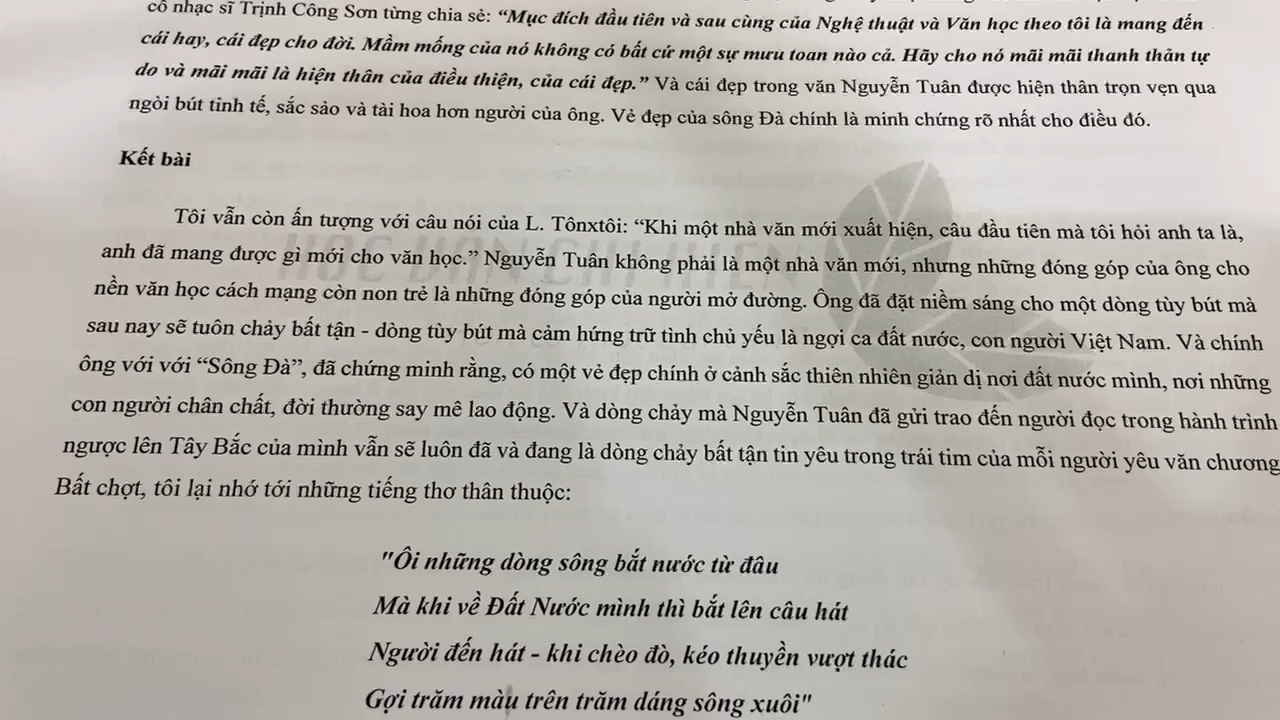 cố nhạc sĩ Trịnh Công Sơn từng chia sẻ: “Mục đích đầu tiên và sau cùng của Nghệ thuật và Văn học theo tôi là mang đến
cái hay, cái đẹp cho đời. Mầm mống của nó không có bất cứ một sự mưu toan nào cả. Hãy cho nó mãi mãi thanh thản tự
do và mãi mãi là hiện thân của điều thiện, của cái đẹp.” Và cái đẹp trong văn Nguyễn Tuân được hiện thân trọn vẹn qua
ngòi bút tinh tế, sắc sảo và tài hoa hơn người của ông. Vẻ đẹp của sông Đà chính là minh chứng rõ nhất cho điều đó.
Kết bài
Tôi vẫn còn ấn tượng với câu nói của L. Tônxtôi: “Khi một nhà văn mới xuất hiện, câu đầu tiên mà tôi hỏi anh ta là,
anh đã mang được gì mới cho văn học.” Nguyễn Tuân không phải là một nhà văn mới, nhưng những đóng góp của ông cho
nền văn học cách mạng còn non trẻ là những đóng góp của người mở đường. Ông đã đặt niềm sáng cho một dòng tùy bút mà
sau nay sẽ tuôn chảy bất tận - dòng tùy bút mà cảm hứng trữ tình chủ yếu là ngợi ca đất nước, con người Việt Nam. Và chính
ông với với “Sông Đà”, đã chứng minh rằng, có một vẻ đẹp chính ở cảnh sắc thiên nhiên giản dị nơi đất nước mình, nơi những
con người chân chất, đời thường say mê lao động. Và dòng chảy mà Nguyễn Tuân đã gửi trao đến người đọc trong hành trình
ngược lên Tây Bắc của mình vẫn sẽ luôn đã và đang là dòng chảy bất tận tin yêu trong trái tim của mỗi người yêu văn chương
Bất chợt, tôi lại nhớ tới những tiếng thơ thân thuộc:
"Ôi những dòng sông bắt nước từ đâu
Mà khi về Đất Nước mình thì bắt lên câu hát
Người đến hát - khi chèo đò, kéo thuyền vượt thác
Gợi trăm màu trên trăm dáng sông xuôi"